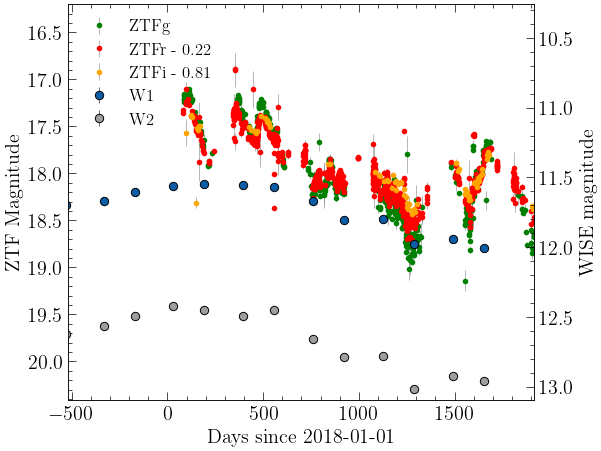 ZTFg
ZTFr - 0.22
ZTFi - 0.81
W1
W2
16.5
17.0
17.5
18.0
18.5
19.0
19.5
20.0
ZTF Magnitude
10.5
11.0
11.5
12.0
12.5
13.0
WISE magnitude
−500
0
500
1000
1500
Days since 2018-01-01